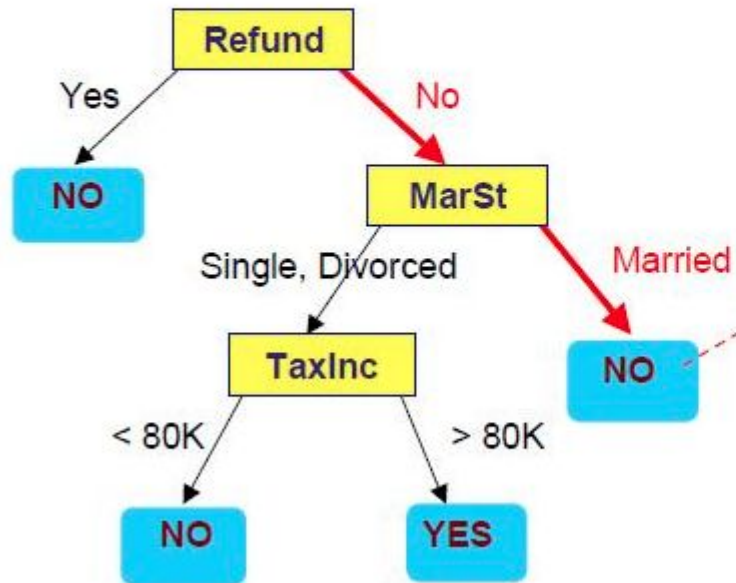 Refund
Yes
No
NO
MarSt
Single, Divorced
Married
TaxInc
NO
< 80K
> 80K
NO
YES